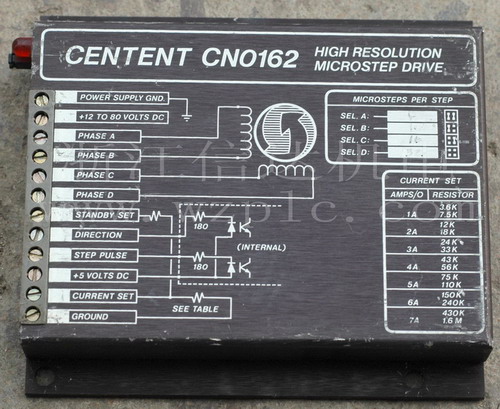 CENTENT CN0162
HIGH RESOLUTION
MICROSTEP DRIVE
POWER SUPPLY GND.
+12 TO 80 VOLTS DC
PHASE A
PHASE B
PHASE C
PHASE D
STANDBY SET
DIRECTION
STEP PULSE
+5 VOLTS DC
CURRENT SET
GROUND
180
(INTERNAL)
180
SEE TABLE
MICROSTEPS PER STEP
SEL. A:
SEL. B:
SEL. C:
SEL. D:
CURRENT SET
AMPS/O RESISTOR
3.6K
1A 7.5K
12K
2A 18K
24K
3A 33K
43K
4A 56K
75K
5A 110K
150K
6A 240K
430K
7A 1.6 M